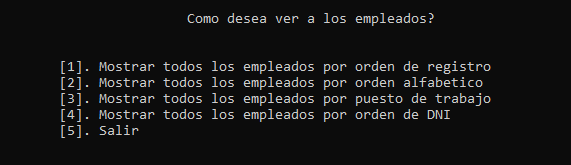 Como desea ver a los empleados?
[1]. Mostrar todos los empleados por orden de registro
[2]. Mostrar todos los empleados por orden alfabetico
[3]. Mostrar todos los empleados por puesto de trabajo
[4]. Mostrar todos los empleados por orden de DNI
[5]. Salir